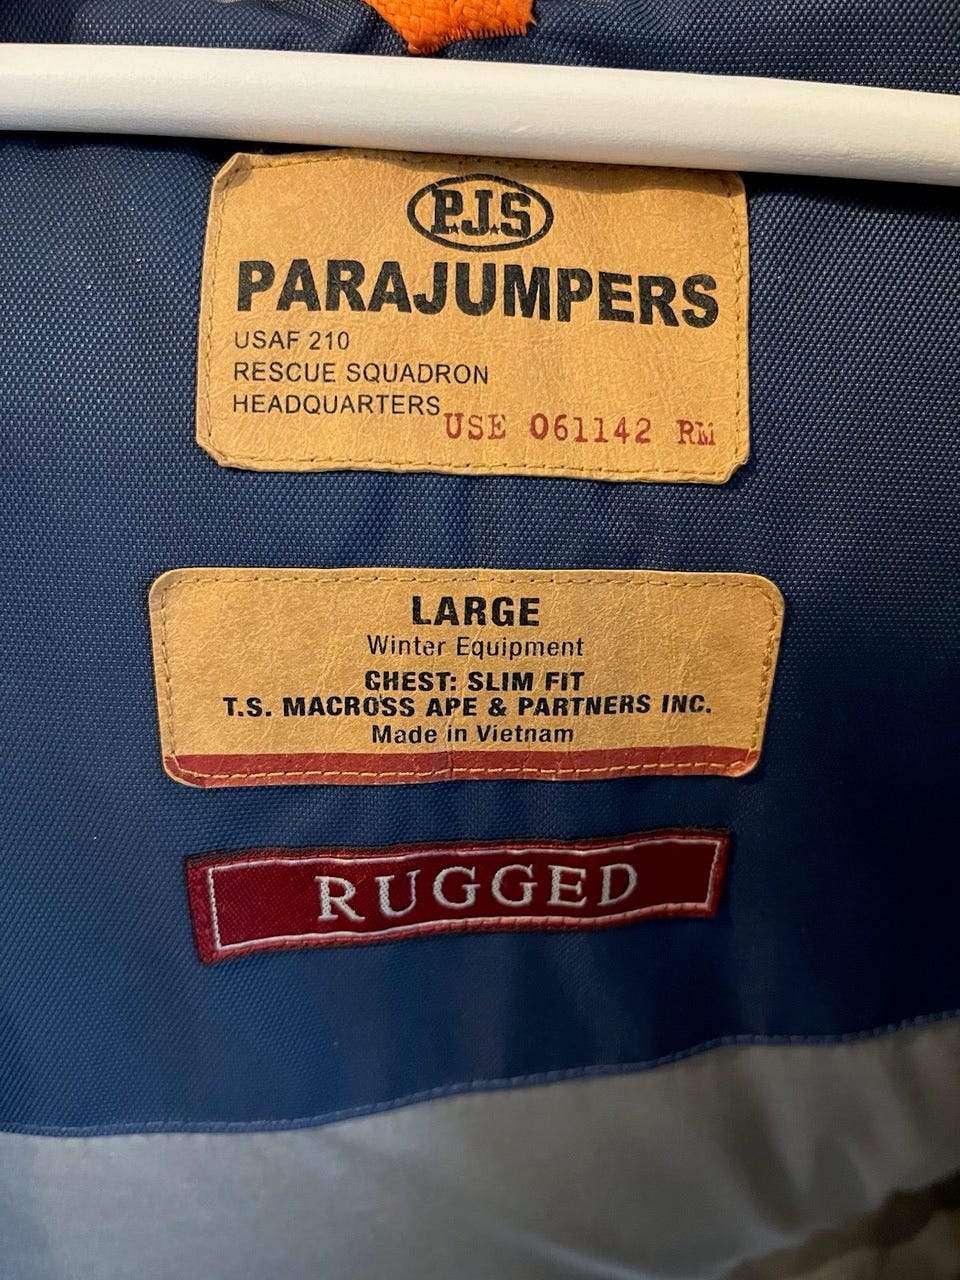 P.J.S
PARAJUMPERS
USAF 210
RESCUE SQUADRON
HEADQUARTERS
USE 061142 RM
LARGE
Winter Equipment
CHEST: SLIM FIT
T.S. MACROSS APE & PARTNERS INC.
Made in Vietnam
RUGGED